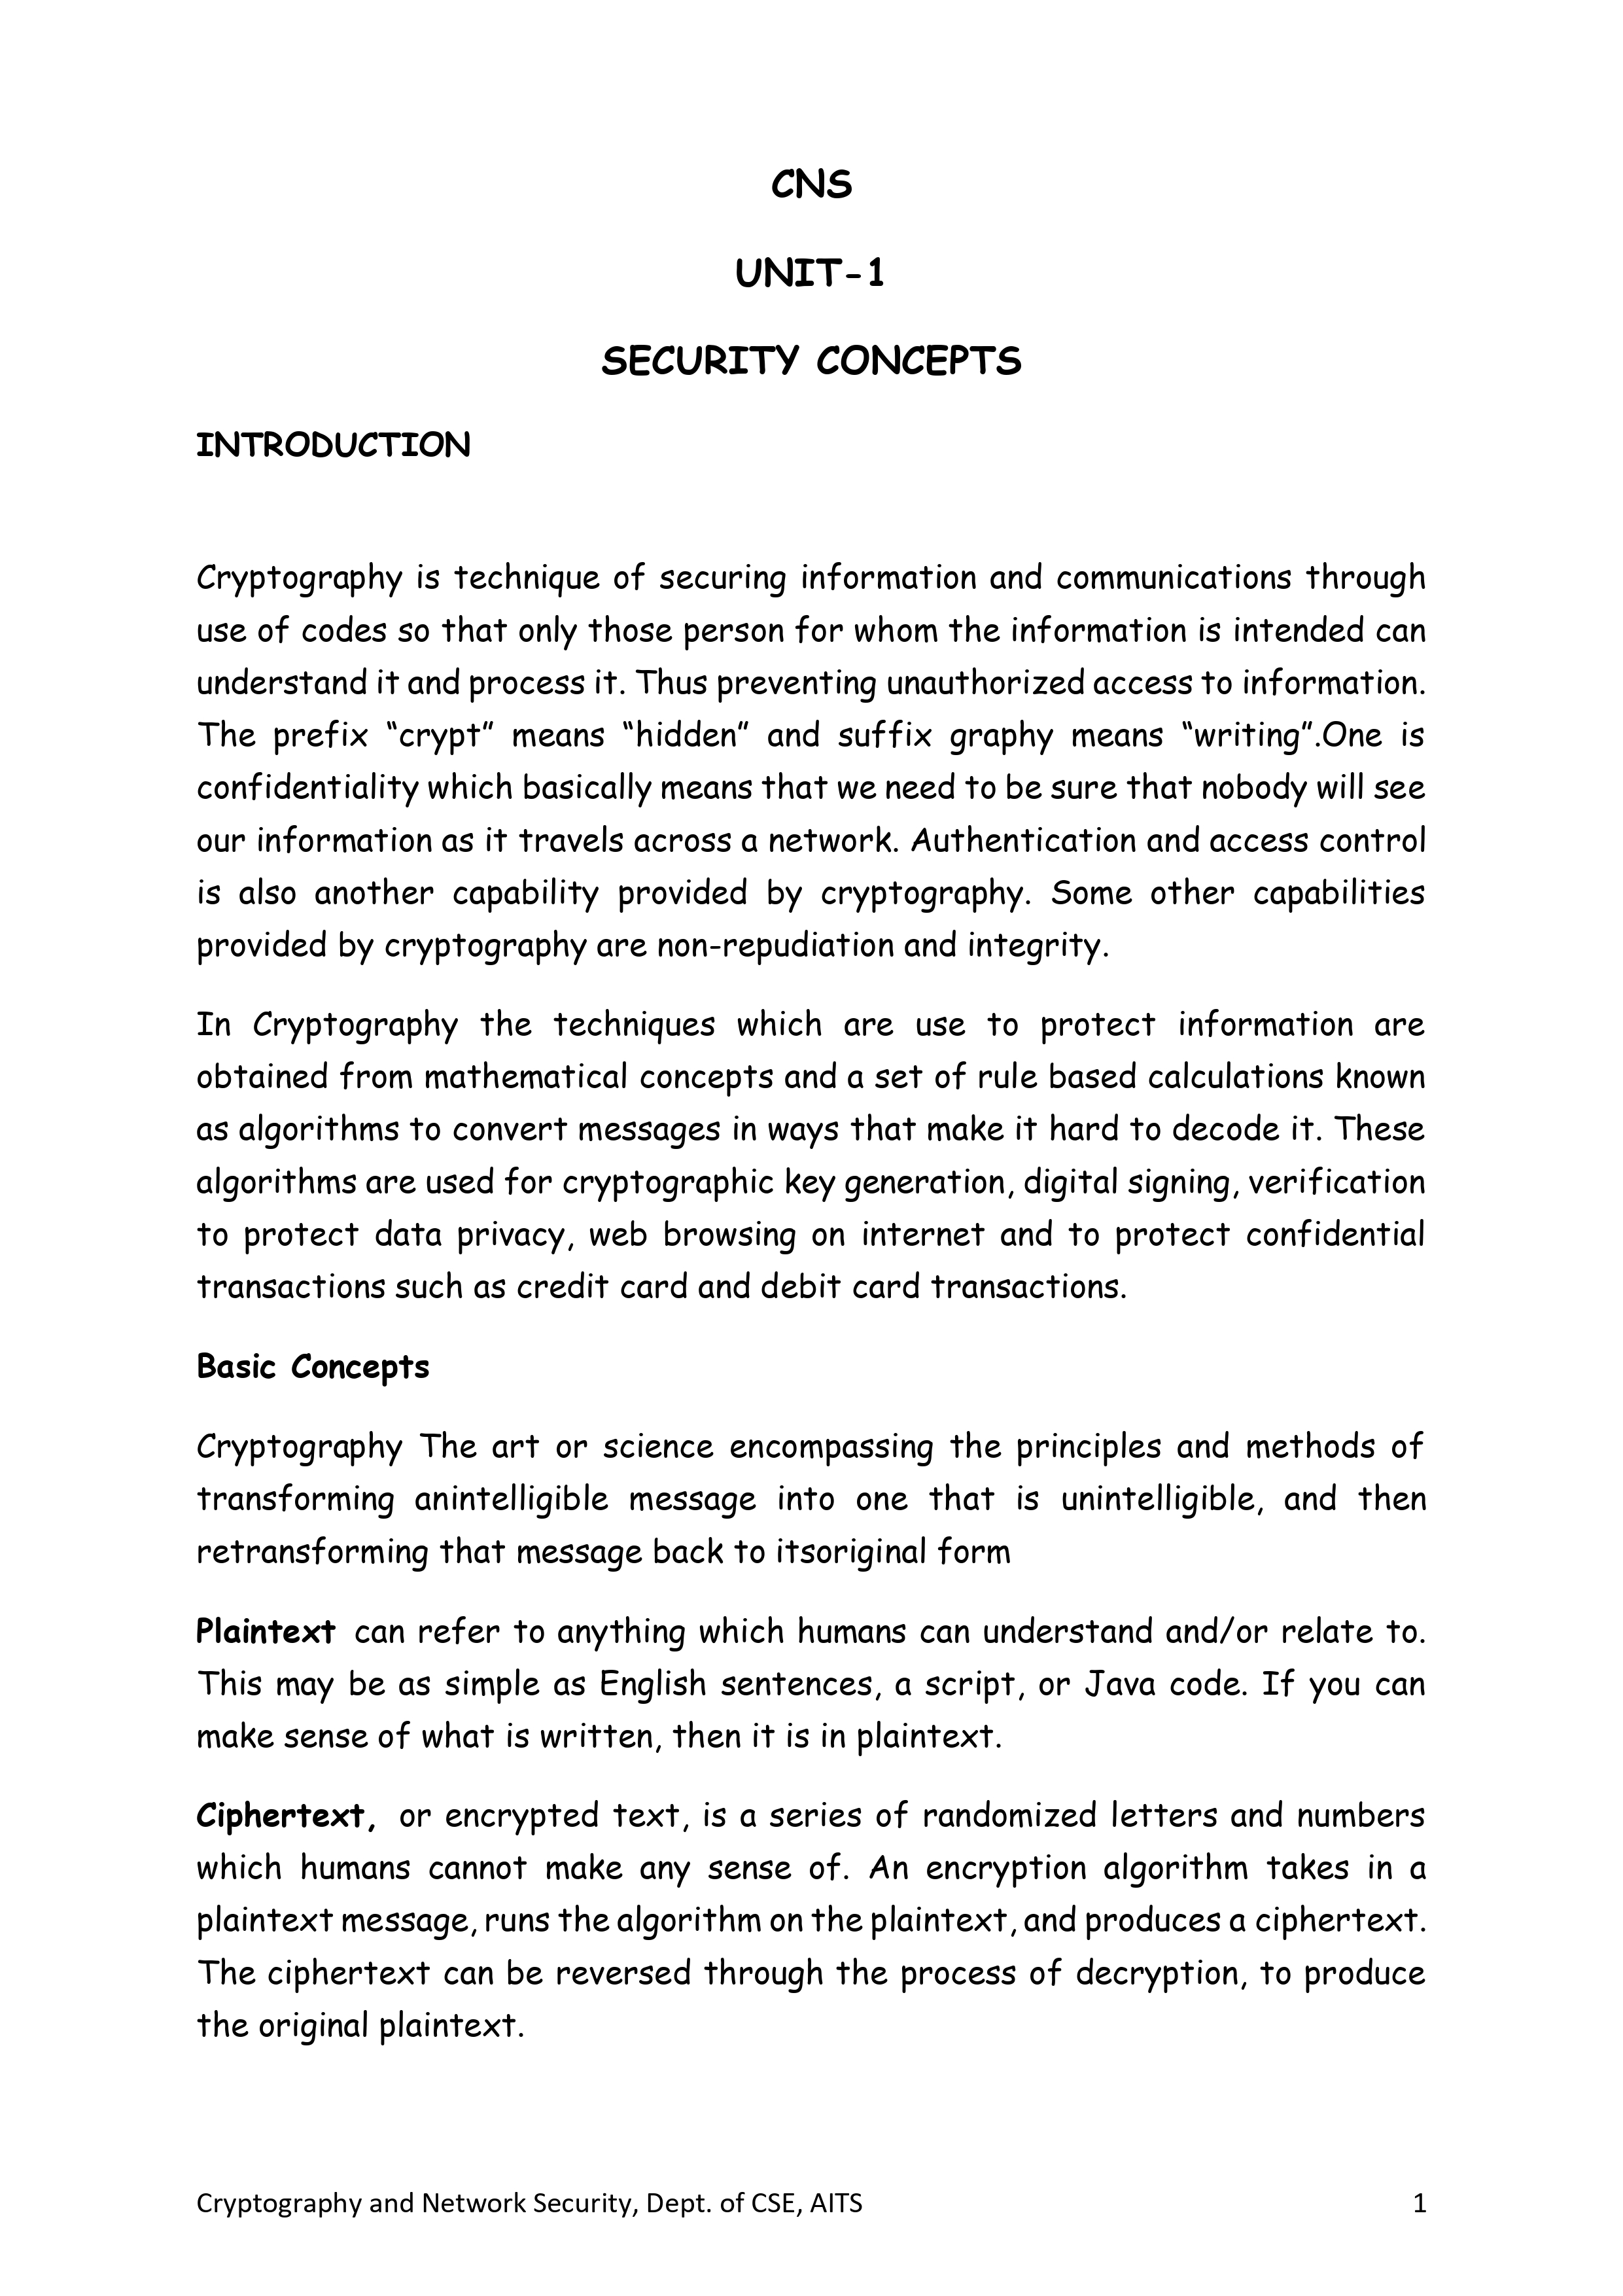 CNS
UNIT-1
SECURITY CONCEPTS
INTRODUCTION
Cryptography is technique of securing information and communications through
use of codes so that only those person for whom the information is intended can
understand it and process it. Thus preventing unauthorized access to information.
The prefix “crypt” means “hidden” and suffix graphy means “writing”.One is
confidentiality which basically means that we need to be sure that nobody will see
our information as it travels across a network. Authentication and access control
is also another capability provided by cryptography. Some other capabilities
provided by cryptography are non-repudiation and integrity.
In Cryptography the techniques which are use to protect information are
obtained from mathematical concepts and a set of rule based calculations known
as algorithms to convert messages in ways that make it hard to decode it. These
algorithms are used for cryptographic key generation, digital signing, verification
to protect data privacy, web browsing on internet and to protect confidential
transactions such as credit card and debit card transactions.
Basic Concepts
Cryptography The art or science encompassing the principles and methods of
transforming anintelligible message into one that is unintelligible, and then
retransforming that message back to itsoriginal form
Plaintext can refer to anything which humans can understand and/or relate to.
This may be as simple as English sentences, a script, or Java code. If you can
make sense of what is written, then it is in plaintext.
Ciphertext, or encrypted text, is a series of randomized letters and numbers
which humans cannot make any sense of. An encryption algorithm takes in a
plaintext message, runs the algorithm on the plaintext, and produces a ciphertext.
The ciphertext can be reversed through the process of decryption, to produce
the original plaintext.
Cryptography and Network Security, Dept. of CSE, AITS 1